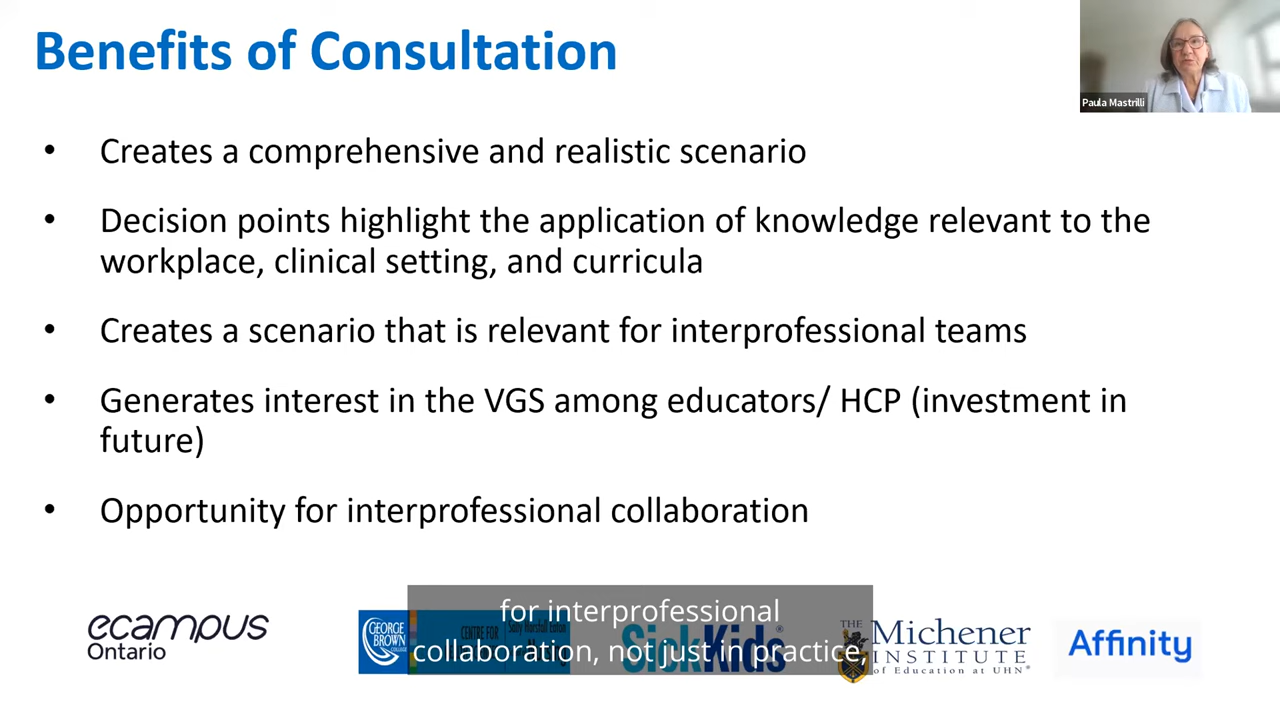 Benefits of Consultation
Paula Mastrilli
• Creates a comprehensive and realistic scenario
• Decision points highlight the application of knowledge relevant to the
workplace, clinical setting, and curricula
• Creates a scenario that is relevant for interprofessional teams
• Generates interest in the VGS among educators/ HCP (investment in
future)
• Opportunity for interprofessional collaboration
for interprofessional
collaboration, not just in practice,
ecampus
Ontario
GEORGE
BROWN
COLLEGE
CENTRE FOR
Sally Horsfall Eaton
SickKids®
THE
Michener
INSTITUTE
of Education at UHN®
Affinity